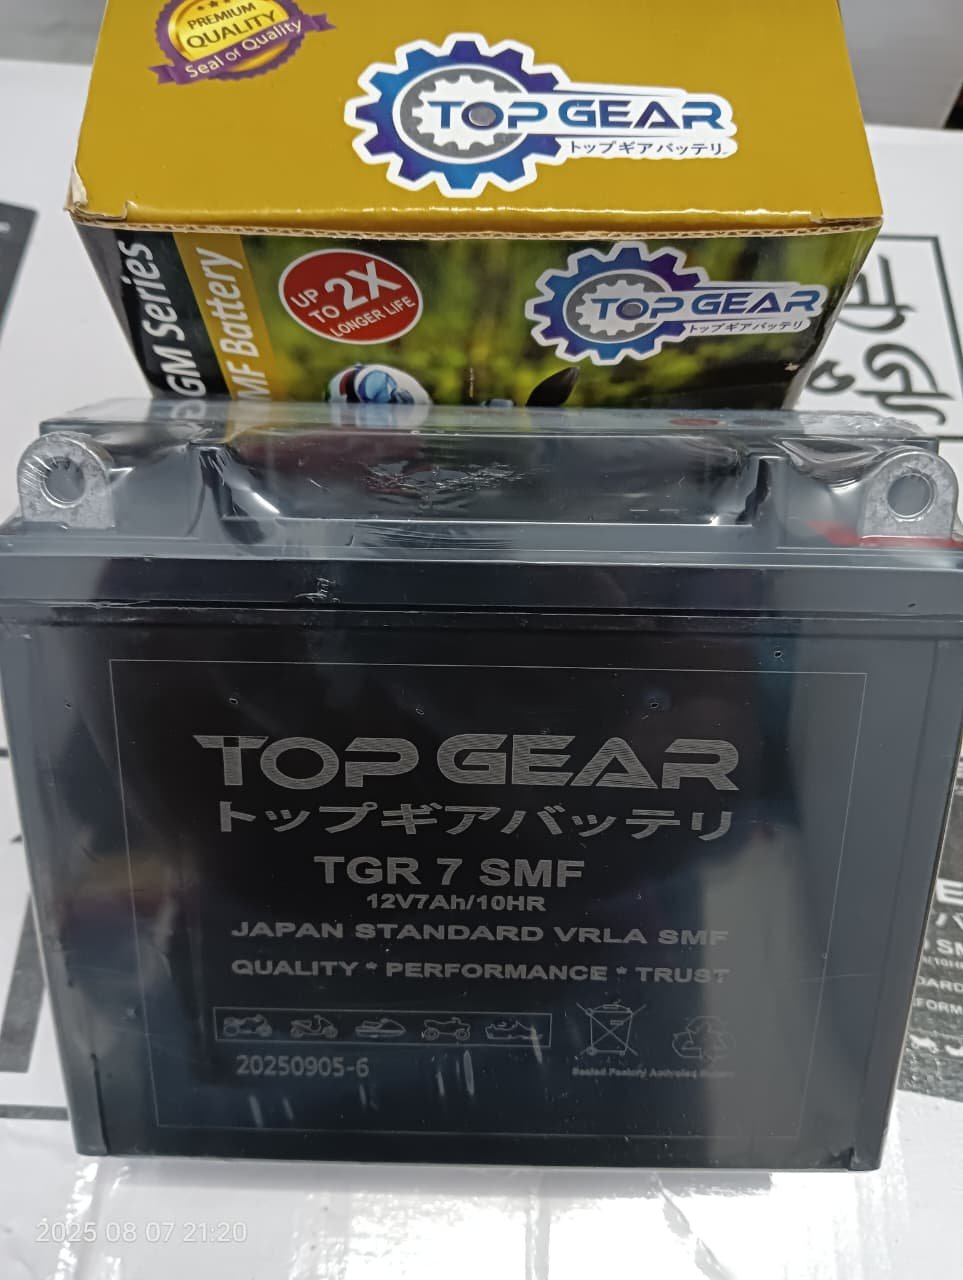 PREMIUM
QUALITY
Seal of Quality
TOP GEAR
トップギアバッテリ
GM Series
MF Battery
UP TO 2X
LONGER LIFE
TOP GEAR
トップギアバッテリ
TOP GEAR
トップギアバッテリ
TGR 7 SMF
12V7Ah/10HR
JAPAN STANDARD VRLA SMF
QUALITY * PERFORMANCE * TRUST
20250905-6
Sealed Factory Activated
2025 08 07 21:20